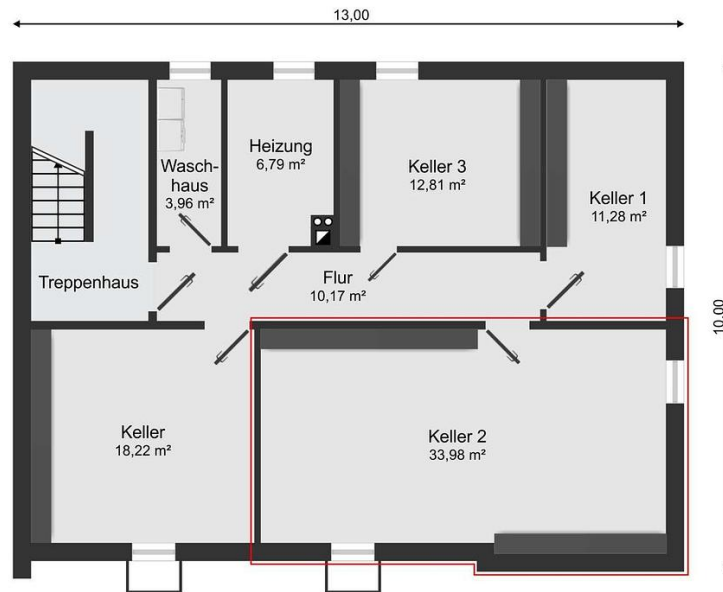 13,00
Heizung
6,79 m²
Wasch-
haus
3,96 m²
Keller 3
12,81 m²
Keller 1
11,28 m²
Treppenhaus
Flur
10,17 m²
10,00
Keller
18,22 m²
Keller 2
33,98 m²